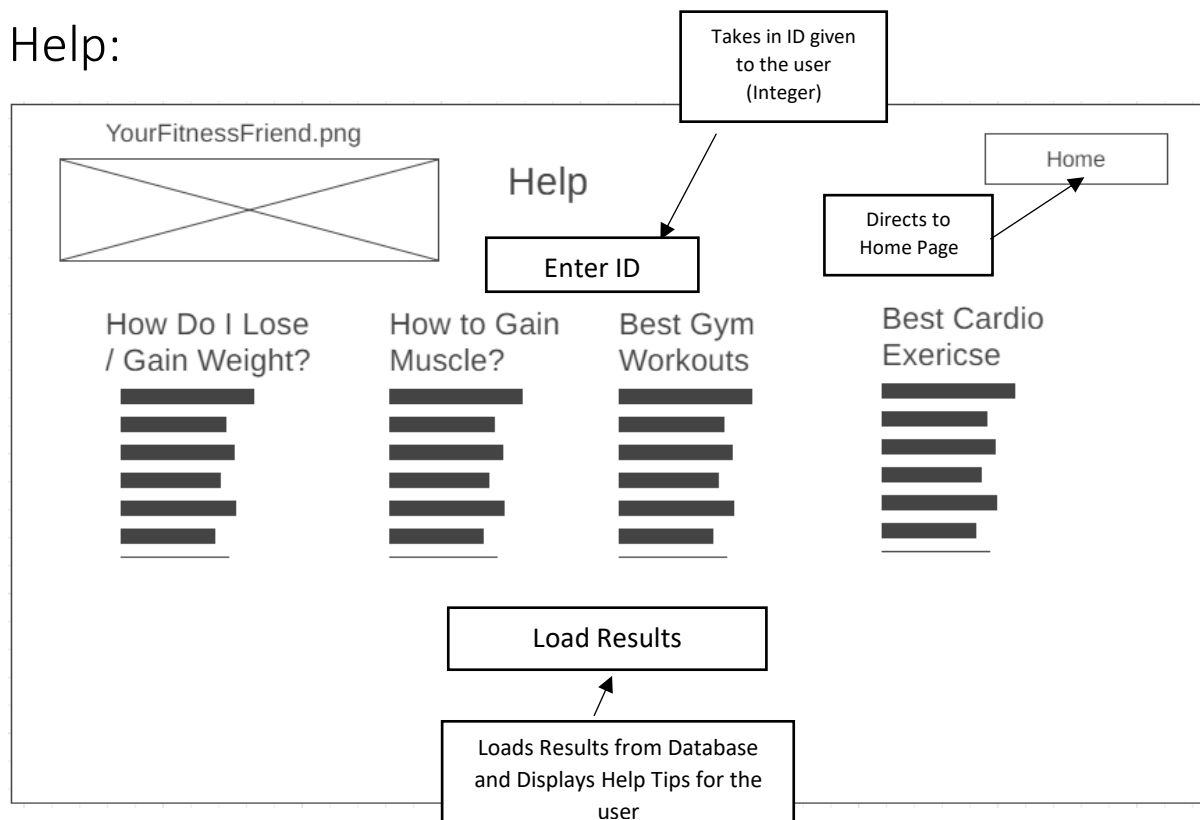 Help:
Takes in ID given
to the user
(Integer)
YourFitnessFriend.png
Help
Home
Directs to
Home Page
Enter ID
How Do I Lose
/ Gain Weight?
How to Gain
Muscle?
Best Gym
Workouts
Best Cardio
Exericse
Load Results
Loads Results from Database
and Displays Help Tips for the
user